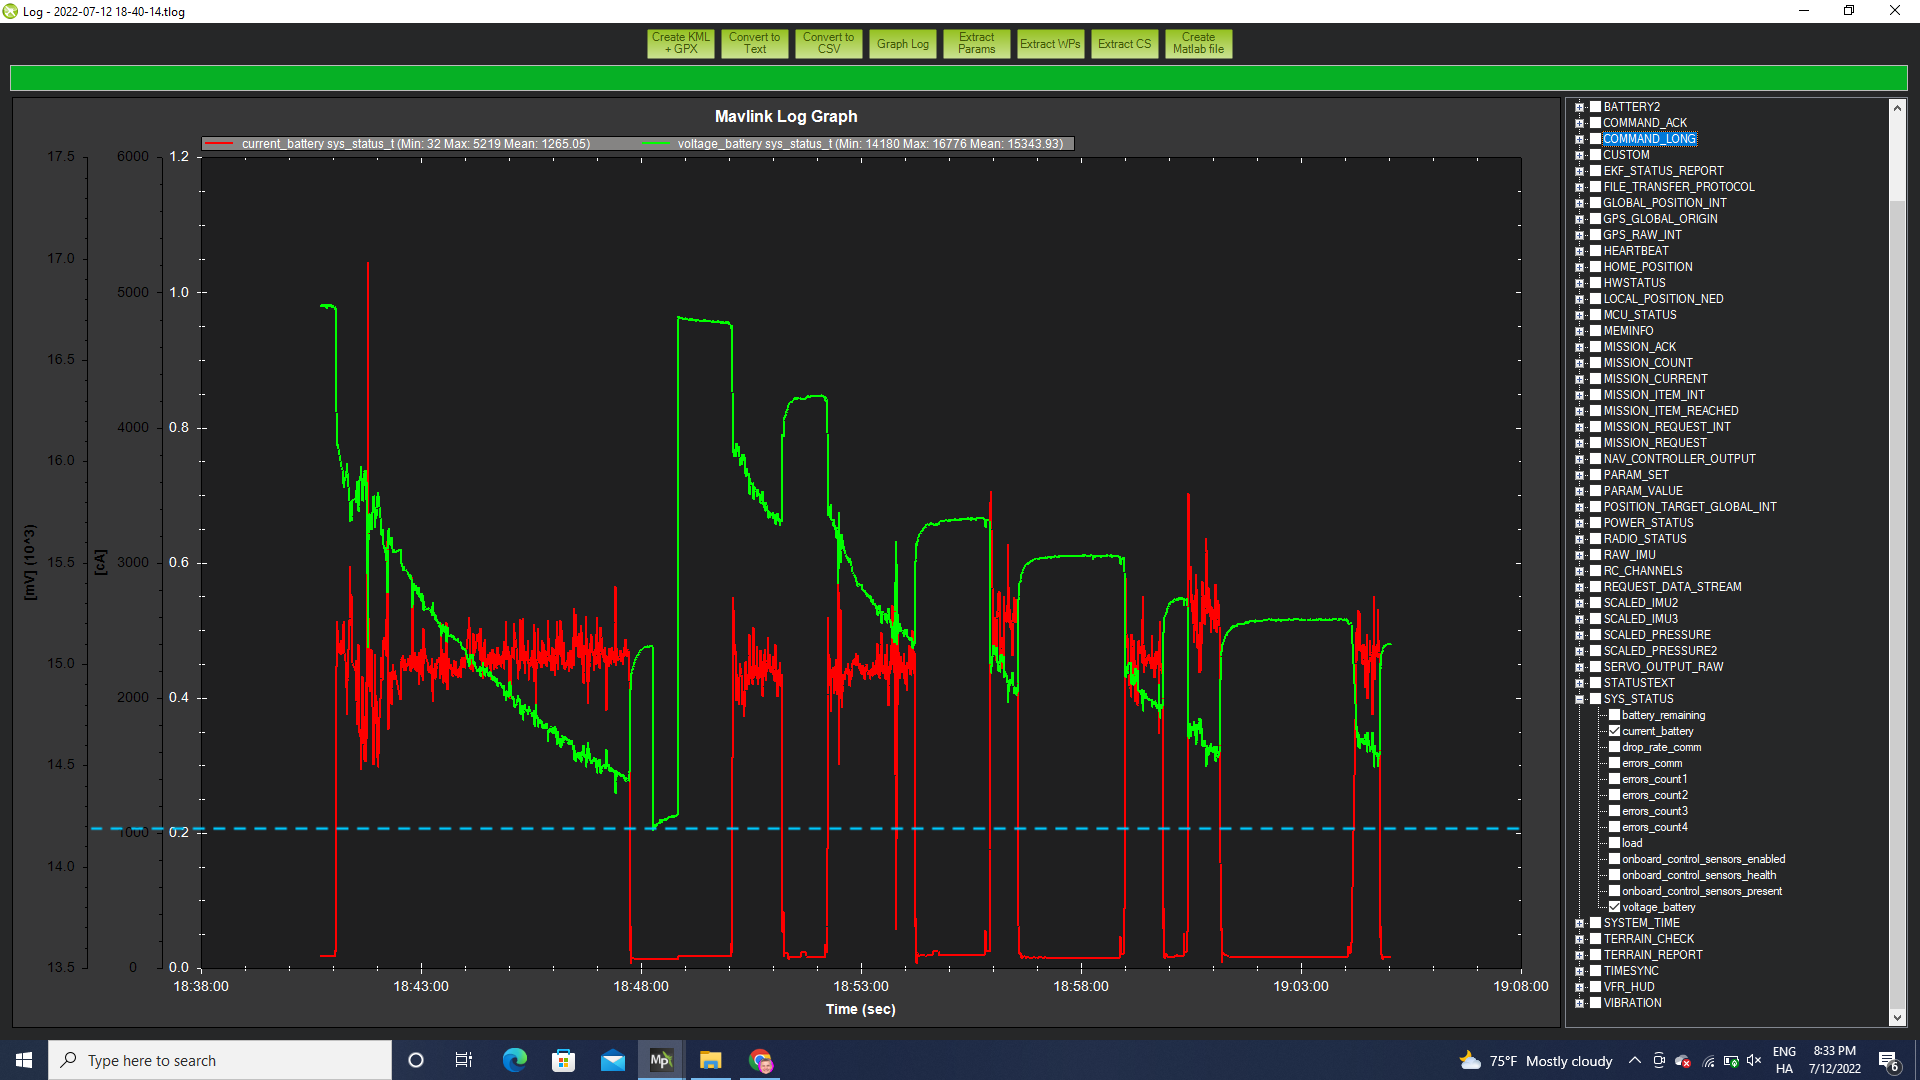 Log - 2022-07-12 18-40-14.tlog
Create KML + GPX
Convert to Text
Convert to CSV
Graph Log
Extract Params
Extract WPs
Extract CS
Create Matlab file
Mavlink Log Graph
current_battery sys_status_t (Min: 32 Max: 5219 Mean: 1265.05)
voltage_battery sys_status_t (Min: 14180 Max: 16776 Mean: 15343.93)
17.5
17.0
16.5
16.0
15.5
15.0
14.5
14.0
13.5
[mV] (10^3)
6000
5000
4000
3000
2000
1000
0
[cA]
1.2
1.0
0.8
0.6
0.4
0.2
0.0
18:38:00
18:43:00
18:48:00
18:53:00
18:58:00
19:03:00
19:08:00
Time (sec)
BATTERY2
COMMAND_ACK
COMMAND_LONG
CUSTOM
EKF_STATUS_REPORT
FILE_TRANSFER_PROTOCOL
GLOBAL_POSITION_INT
GPS_GLOBAL_ORIGIN
GPS_RAW_INT
HEARTBEAT
HOME_POSITION
HWSTATUS
LOCAL_POSITION_NED
MCU_STATUS
MEMINFO
MISSION_ACK
MISSION_COUNT
MISSION_CURRENT
MISSION_ITEM_INT
MISSION_ITEM_REACHED
MISSION_REQUEST_INT
MISSION_REQUEST
NAV_CONTROLLER_OUTPUT
PARAM_SET
PARAM_VALUE
POSITION_TARGET_GLOBAL_INT
POWER_STATUS
RADIO_STATUS
RAW_IMU
RC_CHANNELS
REQUEST_DATA_STREAM
SCALED_IMU2
SCALED_IMU3
SCALED_PRESSURE
SCALED_PRESSURE2
SERVO_OUTPUT_RAW
STATUSTEXT
SYS_STATUS
battery_remaining
current_battery
drop_rate_comm
errors_comm
errors_count1
errors_count2
errors_count3
errors_count4
load
onboard_control_sensors_enabled
onboard_control_sensors_health
onboard_control_sensors_present
voltage_battery
SYSTEM_TIME
TERRAIN_CHECK
TERRAIN_REPORT
TIMESYNC
VFR_HUD
VIBRATION
Type here to search
Mp
75°F Mostly cloudy
ENG
HA
8:33 PM
7/12/2022
6